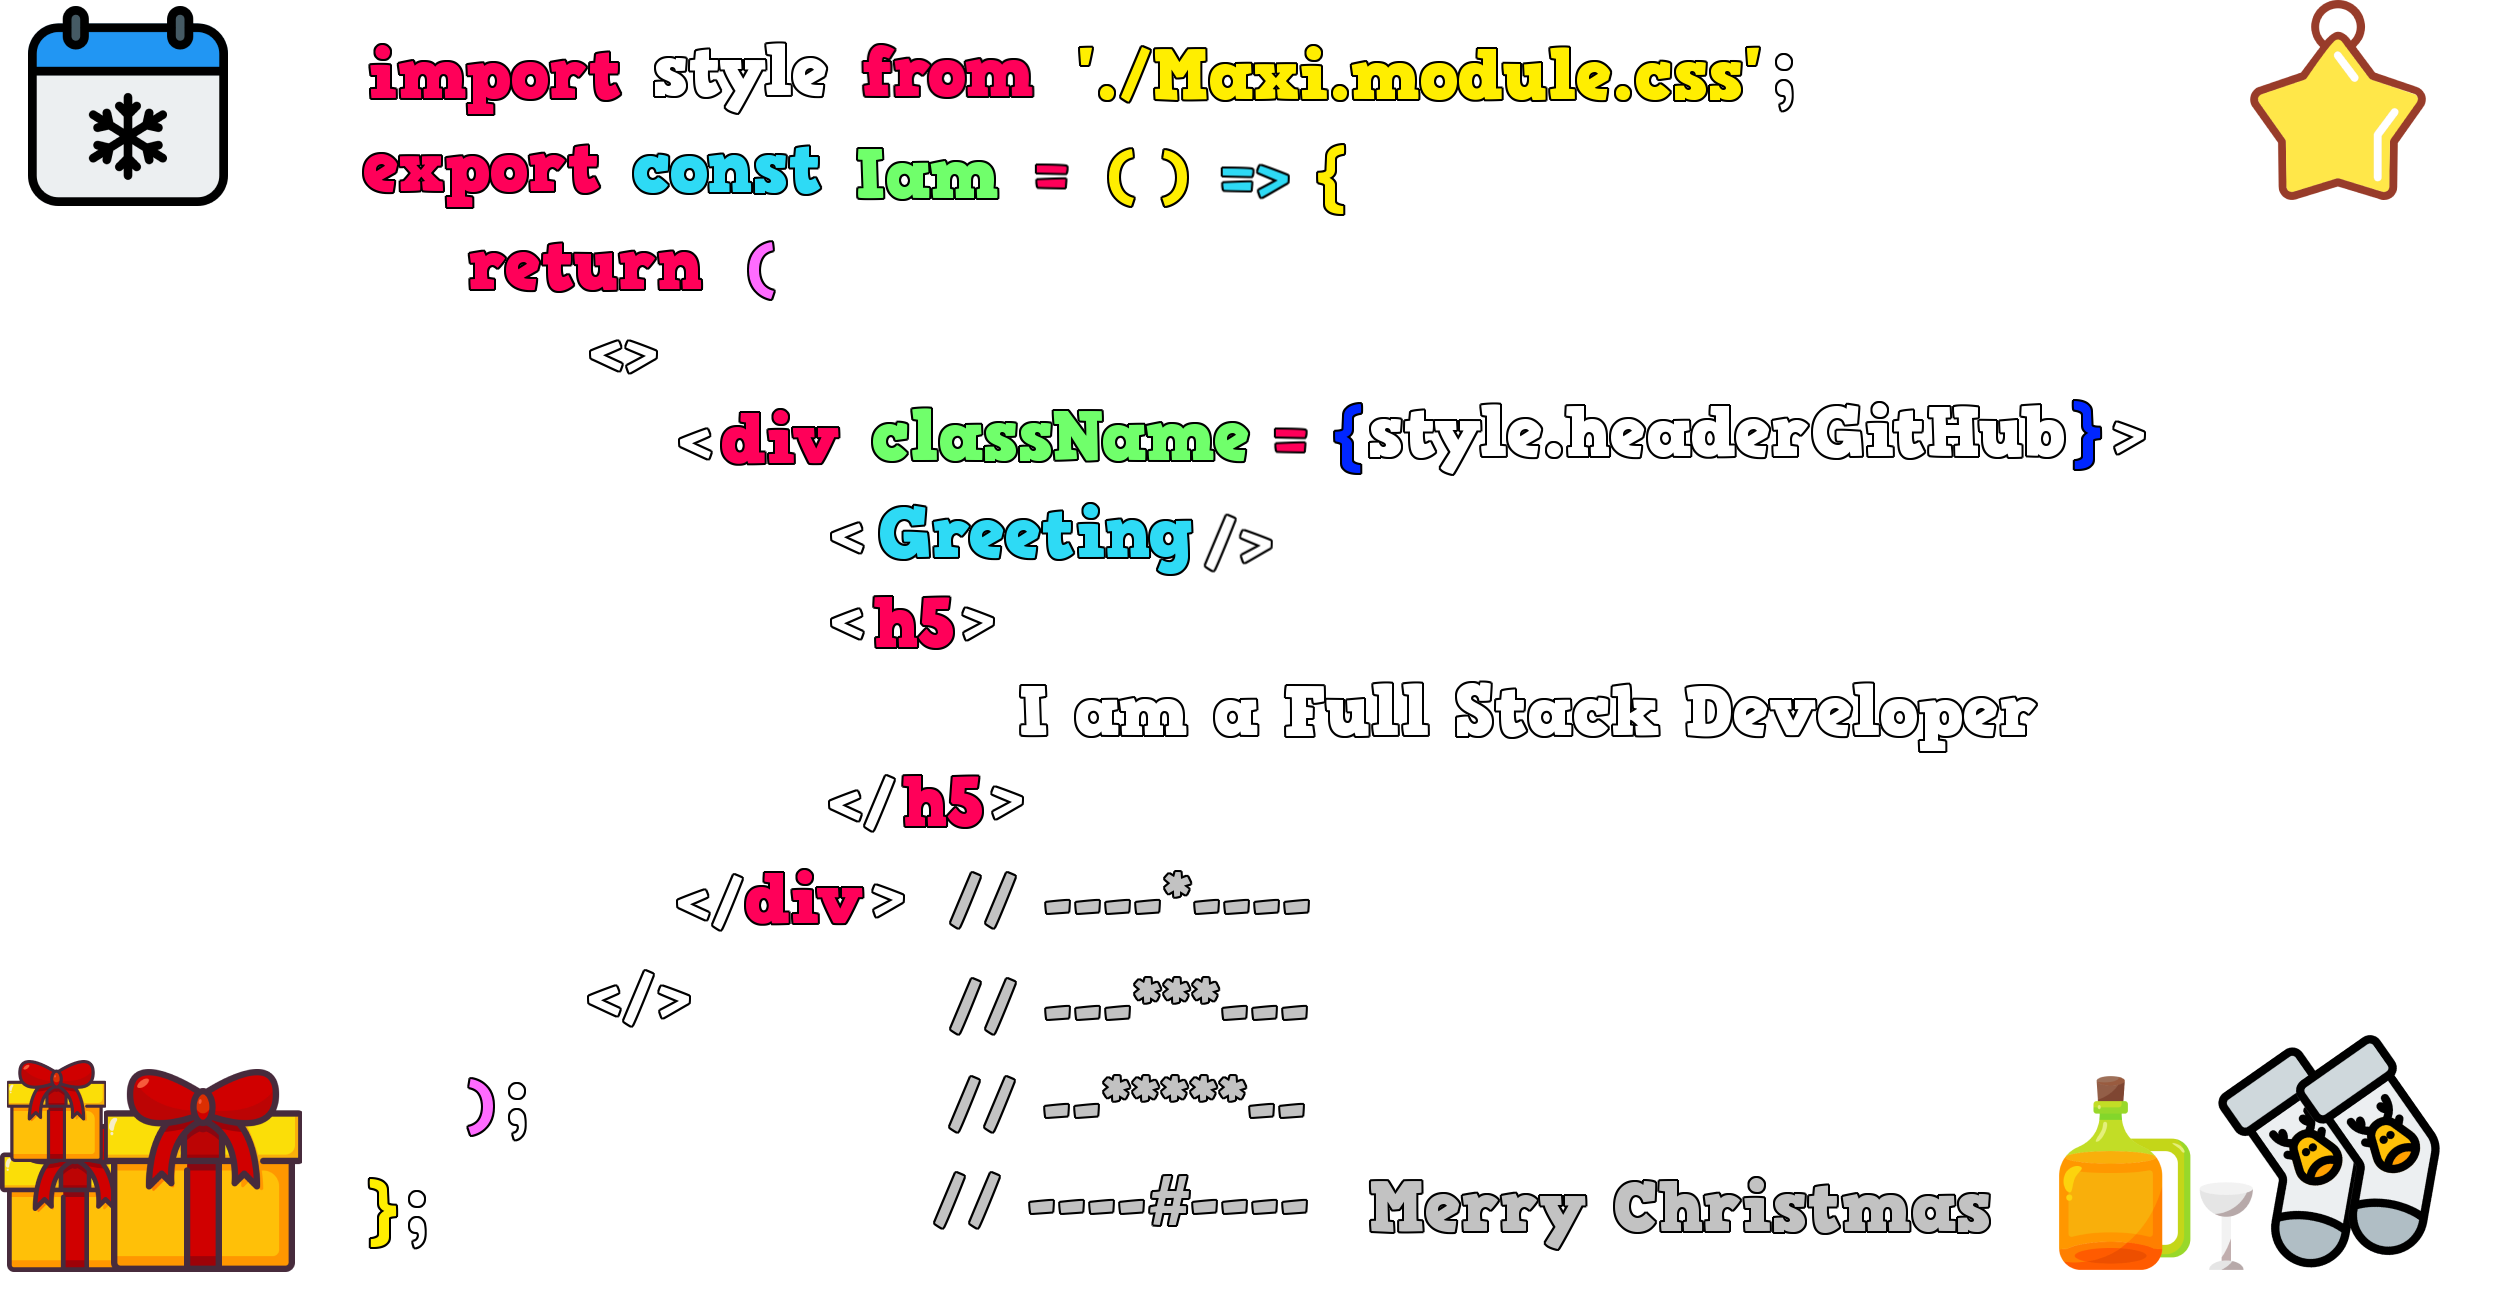 import style from './Maxi.module.css';
export const Iam = ( ) => {
return (
<>
<div className = {style.headerGitHub}>
<Greeting/>
<h5>
I am a Full Stack Developer
</h5>
</div> // ----*----
</> // ---***---
); // --*****--
}; // ----#---- Merry Christmas